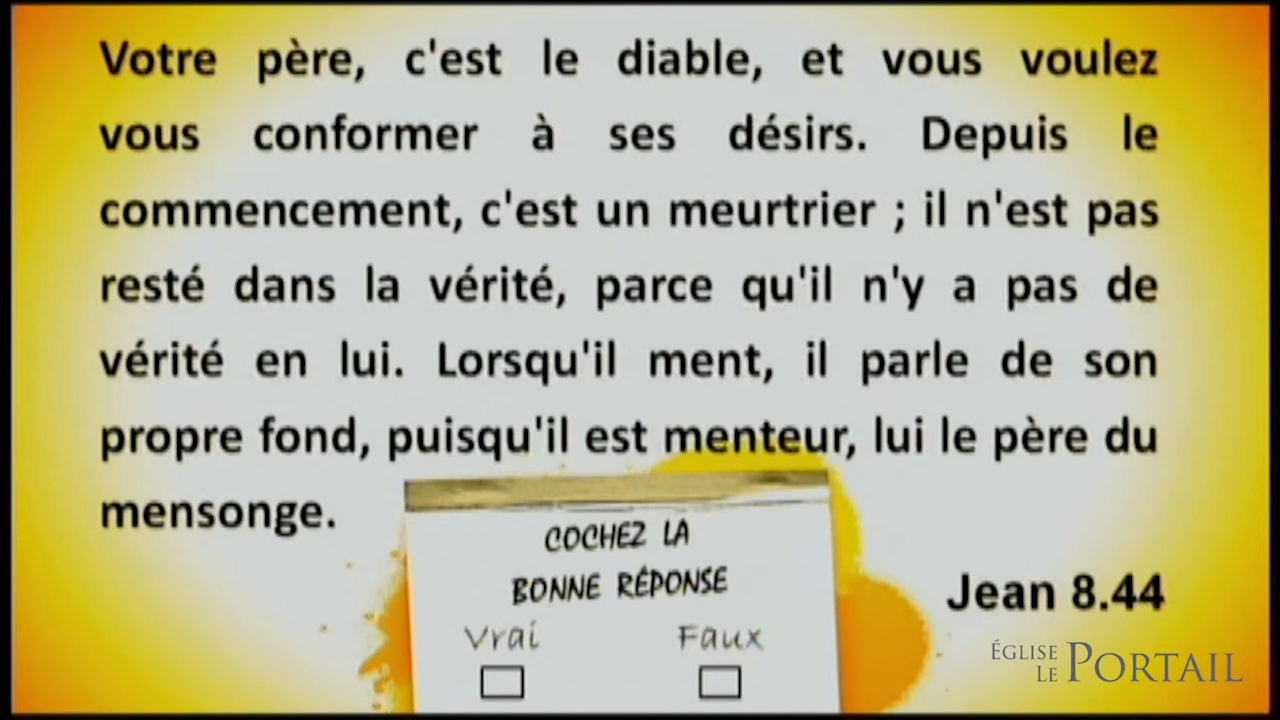 Votre père, c'est le diable, et vous voulez
vous conformer à ses désirs. Depuis le
commencement, c'est un meurtrier ; il n'est pas
resté dans la vérité, parce qu'il n'y a pas de
vérité en lui. Lorsqu'il ment, il parle de son
propre fond, puisqu'il est menteur, lui le père du
mensonge.
COCHEZ LA
BONNE RÉPONSE
Vrai Faux
Jean 8.44
ÉGLISE
LE PORTAIL